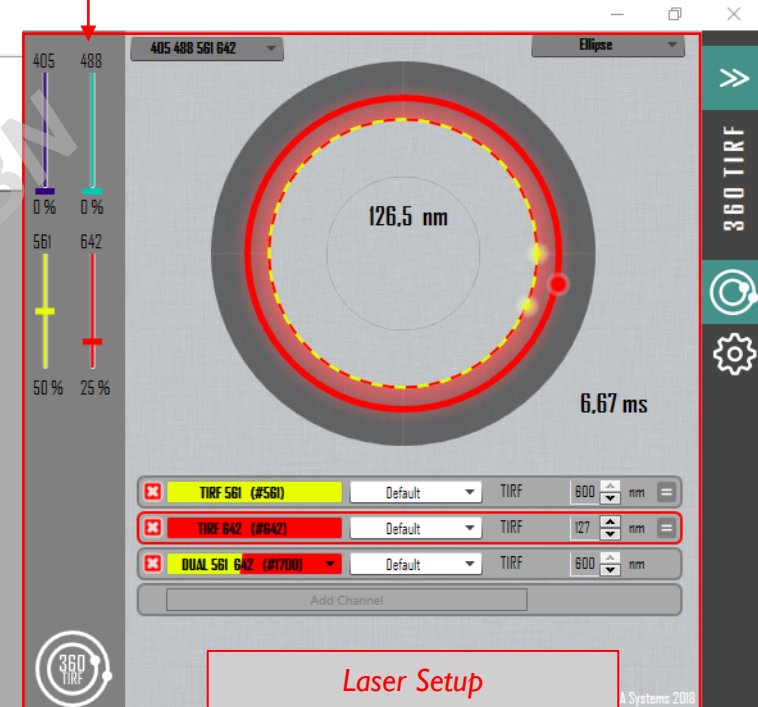 405 488 561 642
Ellipse
405 488
0 % 0 %
561 642
50 % 25 %
126,5 nm
6,67 ms
360 TIRF
TIRF 561 (#561) Default TIRF 600 nm
TIRF 642 (#642) Default TIRF 127 nm
DUAL 561 642 (#1700) Default TIRF 600 nm
Add Channel
360
TIRF
Laser Setup
A Systems 2018